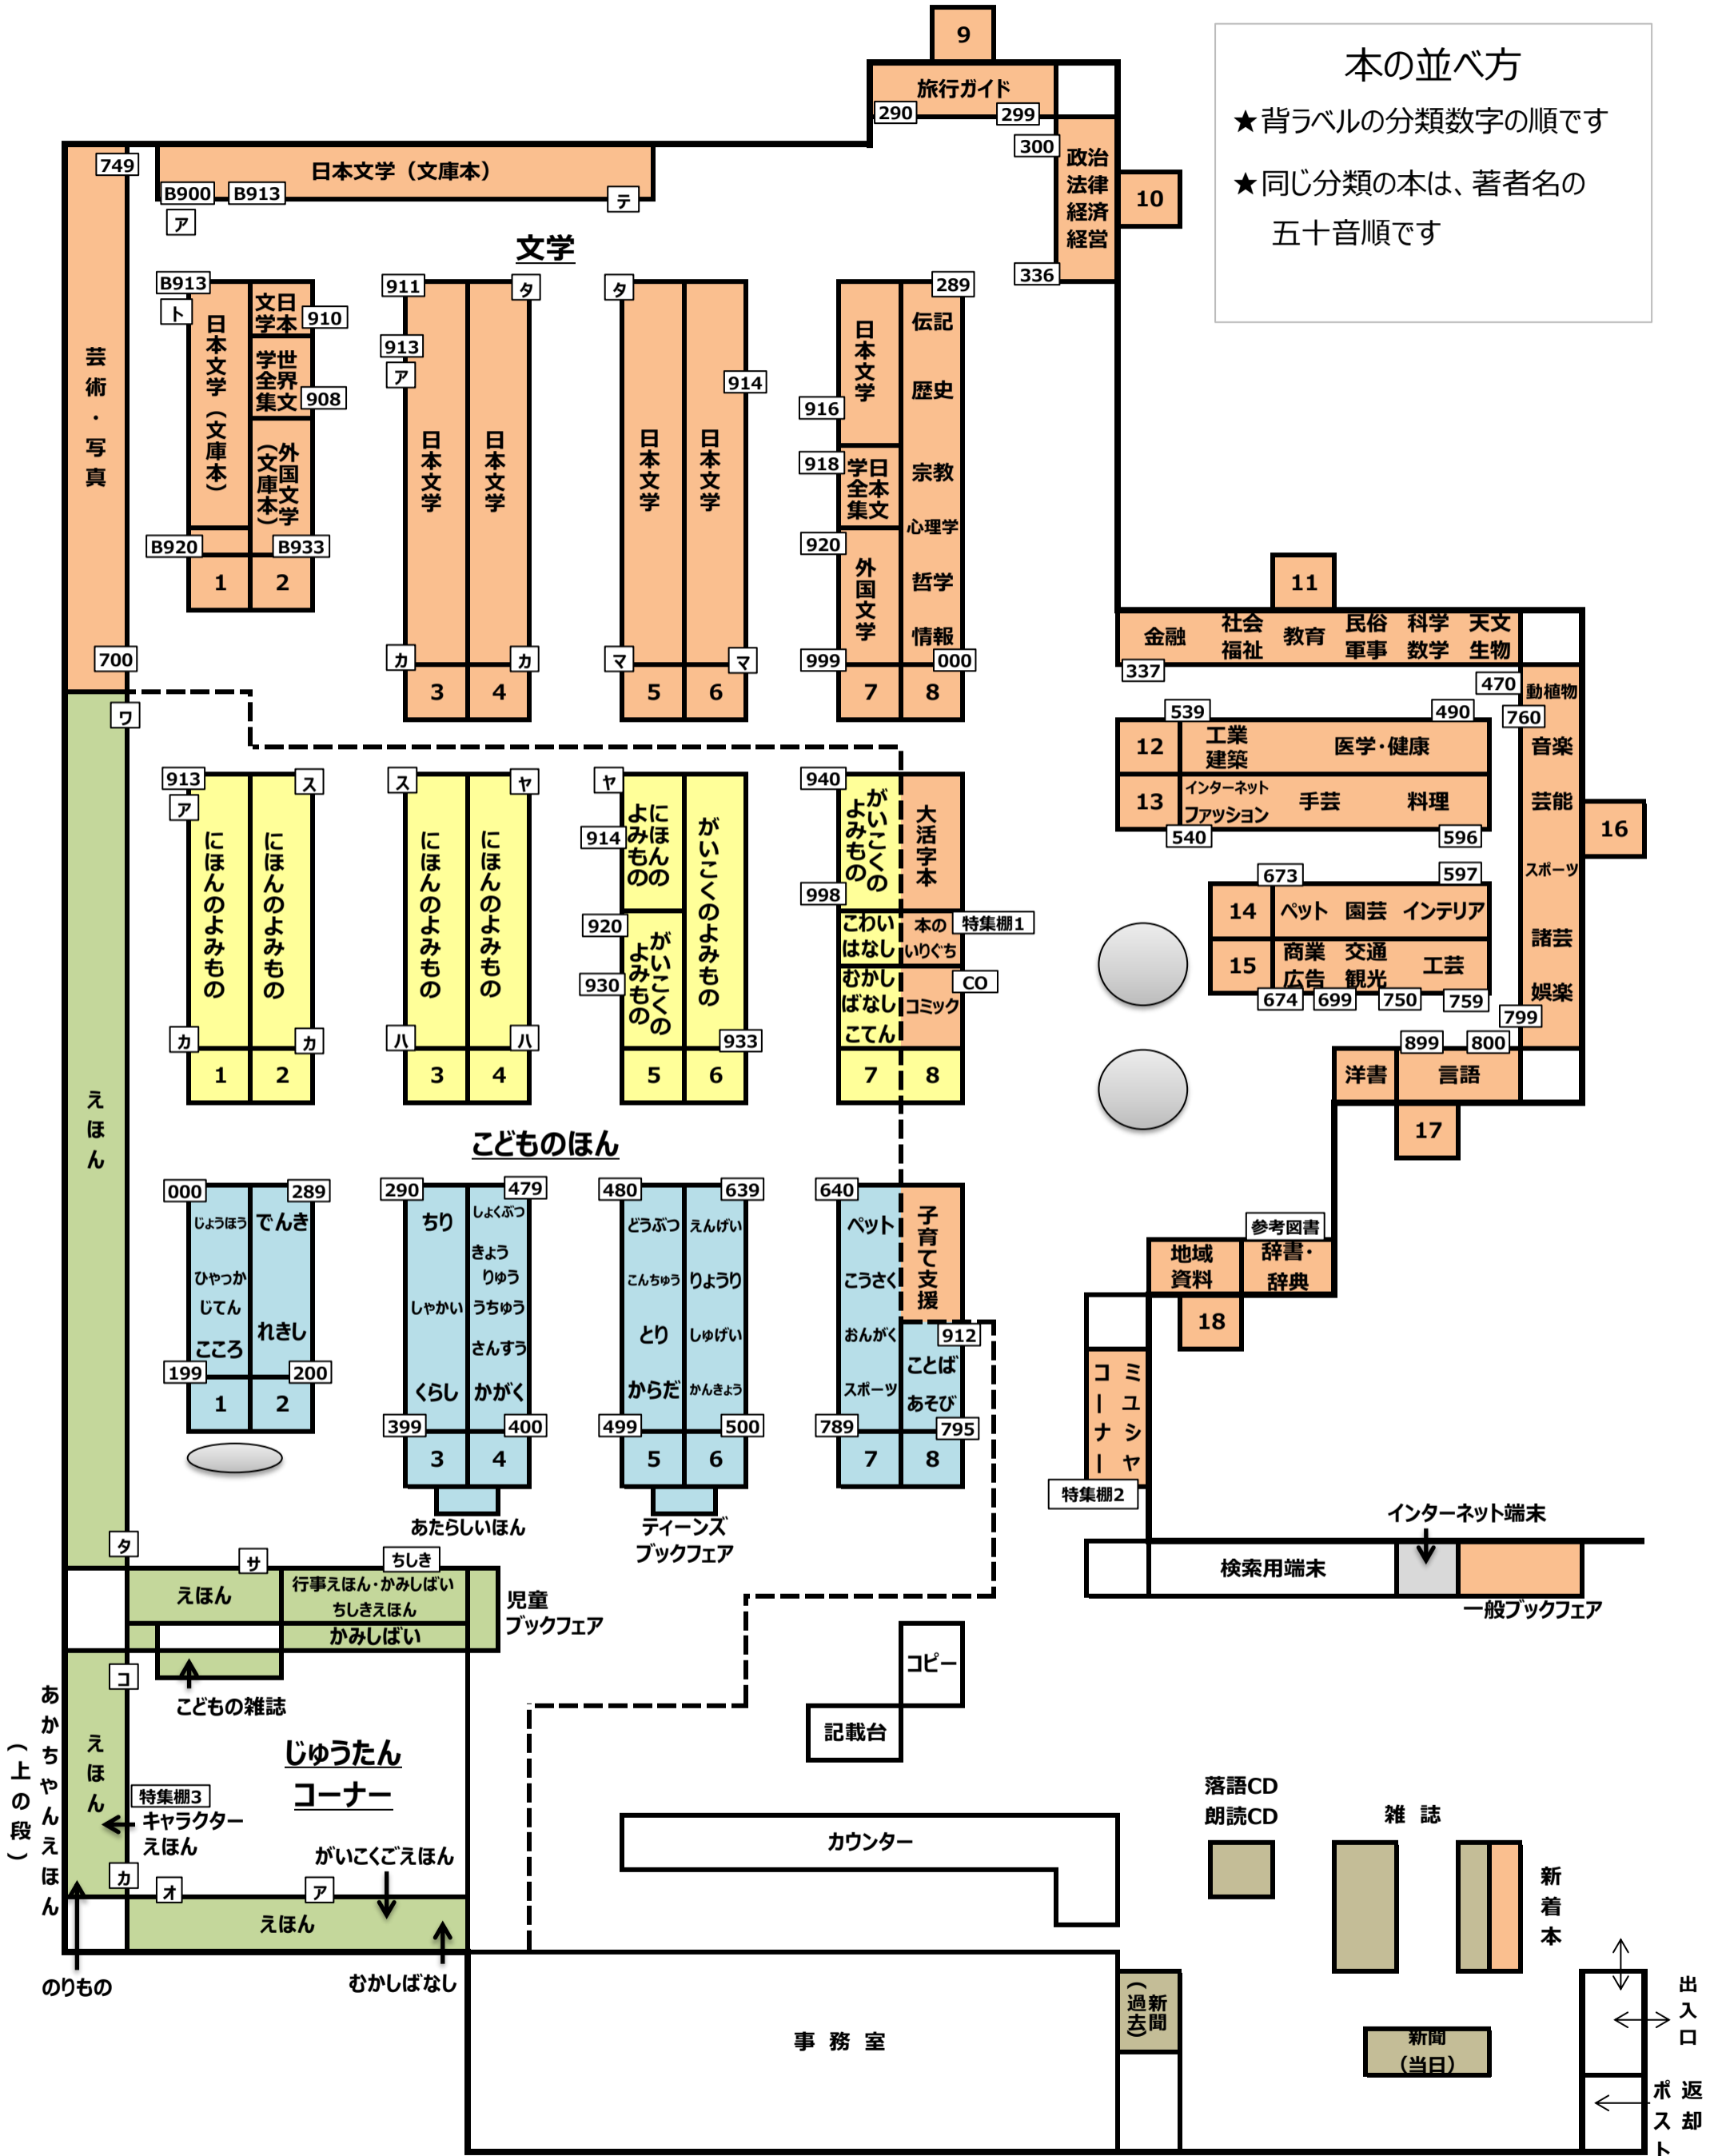 本の並べ方
★背ラベルの分類数字の順です
★同じ分類の本は、著者名の
五十音順です
9
旅行ガイド
290
299
300
政治
法律
経済
経営
10
336
749
日本文学（文庫本）
B900
B913
ア
テ
芸術・写真
700
文学
B913
ト
日本文学（文庫本）
日本文学
910
世界文学全集
908
外国文学（文庫本）
B920
B933
1
2
911
913
ア
タ
日本文学
日本文学
カ
カ
3
4
タ
914
日本文学
日本文学
マ
マ
5
6
289
日本文学
916
918
日本文学全集
920
外国文学
999
伝記
歴史
宗教
心理学
哲学
情報
000
7
8
11
金融
社会
福祉
教育
民俗
軍事
科学
数学
天文
生物
337
470
動植物
760
音楽
芸能
スポーツ
諸芸
娯楽
799
16
539
490
12
工業
建築
医学・健康
13
インターネット
ファッション
手芸
料理
540
596
673
597
14
ペット
園芸
インテリア
15
商業
広告
交通
観光
工芸
674
699
750
759
899
800
洋書
言語
17
参考図書
地域
資料
辞書・
辞典
18
ミュシャコーナー
特集棚2
ワ
えほん
913
ア
ス
にほんのよみもの
にほんのよみもの
カ
カ
1
2
ス
ヤ
にほんのよみもの
にほんのよみもの
ハ
ハ
3
4
ヤ
にほんのよみもの
914
920
がいこくのよみもの
930
がいこくのよみもの
933
5
6
940
がいこくのよみもの
998
大活字本
こわい
はなし
本の
いりぐち
特集棚1
むかし
ばなし
こてん
コミック
CO
7
8
こどものほん
000
289
じょうほう
ひゃっか
じてん
こころ
でんき
れきし
199
200
1
2
290
479
ちり
しゃかい
くらし
しょくぶつ
きょう
りゅう
うちゅう
さんすう
かがく
399
400
3
4
あたらしいほん
480
639
どうぶつ
こんちゅう
とり
からだ
えんげい
りょうり
しゅげい
かんきょう
499
500
5
6
ティーンズ
ブックフェア
640
ペット
こうさく
おんがく
スポーツ
子育て支援
912
ことば
あそび
789
795
7
8
タ
サ
ちしき
えほん
行事えほん・かみしばい
ちしきえほん
かみしばい
児童
ブックフェア
こどもの雑誌
コ
えほん
あかちゃんえほん
（上の段）
じゅうたん
コーナー
特集棚3
キャラクター
えほん
カ
オ
ア
がいこくごえほん
えほん
のりもの
むかしばなし
インターネット端末
検索用端末
一般ブックフェア
コピー
記載台
カウンター
落語CD
朗読CD
雑 誌
新着本
事 務 室
新聞（過去）
新聞
（当日）
出入口
返却ポスト